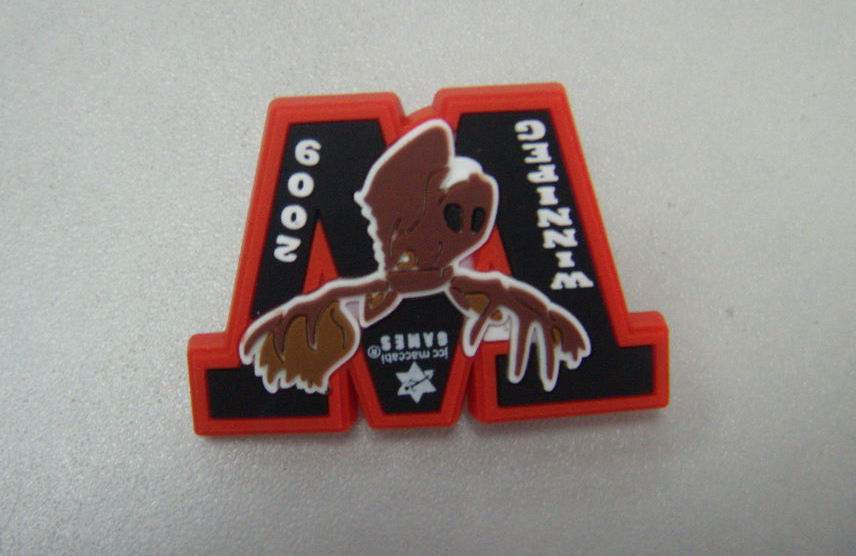 jcc maccabi®
GAMES
WINNIPEG
2009